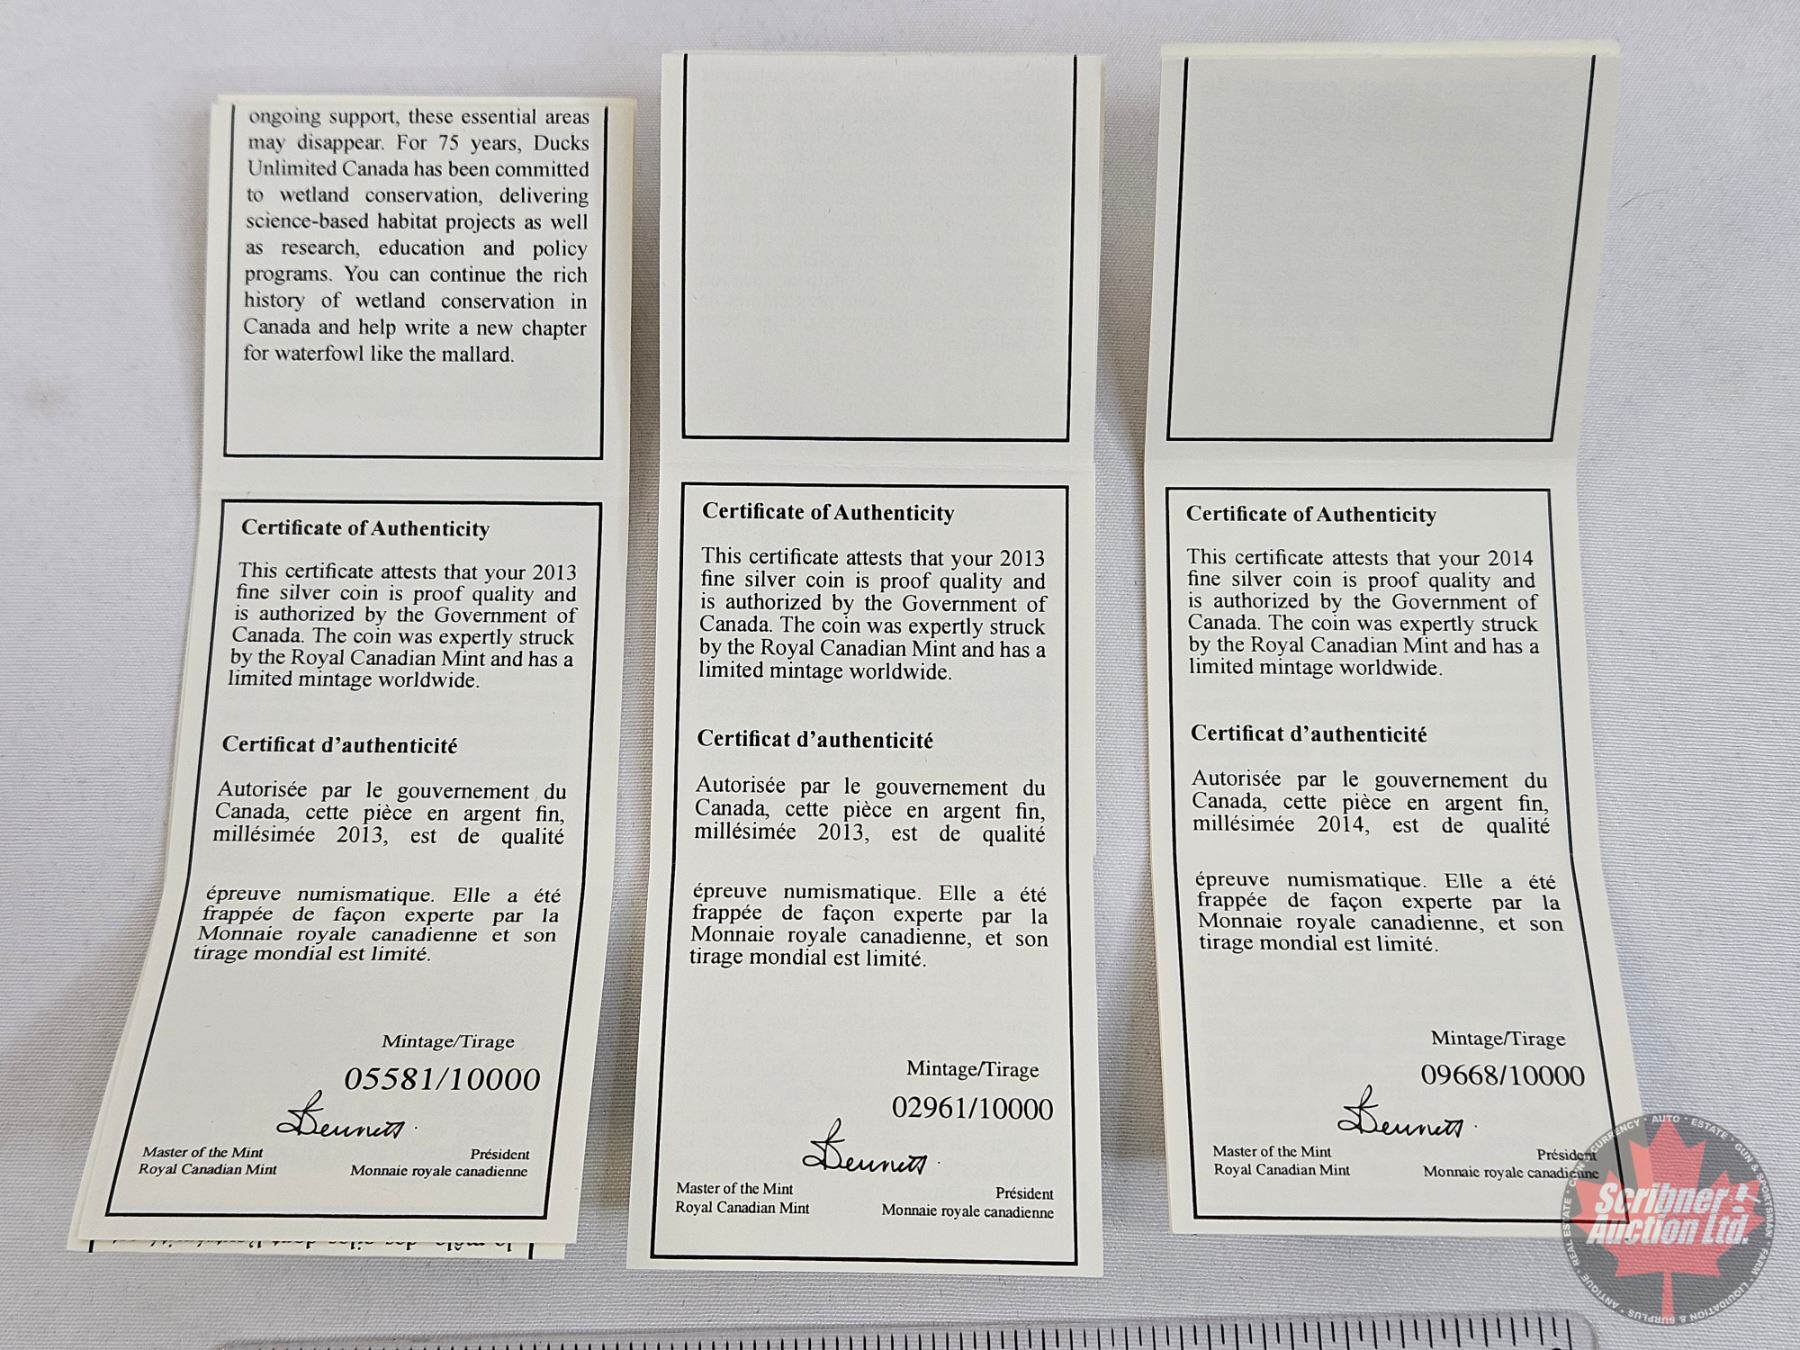 ongoing support, these essential areas
may disappear. For 75 years, Ducks
Unlimited Canada has been committed
to wetland conservation, delivering
science-based habitat projects as well
as research, education and policy
programs. You can continue the rich
history of wetland conservation in
Canada and help write a new chapter
for waterfowl like the mallard.
Certificate of Authenticity
This certificate attests that your 2013
fine silver coin is proof quality and
is authorized by the Government of
Canada. The coin was expertly struck
by the Royal Canadian Mint and has a
limited mintage worldwide.
Certificat d'authenticité
Autorisée par le gouvernement du
Canada, cette pièce en argent fin,
millésimée 2013, est de qualité
épreuve numismatique. Elle a été
frappée de façon experte par la
Monnaie royale canadienne et son
tirage mondial est limité.
Mintage/Tirage
05581/10000
Bennett
Master of the Mint
Royal Canadian Mint
Président
Monnaie royale canadienne
Certificate of Authenticity
This certificate attests that your 2013
fine silver coin is proof quality and
is authorized by the Government of
Canada. The coin was expertly struck
by the Royal Canadian Mint and has a
limited mintage worldwide.
Certificat d'authenticité
Autorisée par le gouvernement du
Canada, cette pièce en argent fin,
millésimée 2013, est de qualité
épreuve numismatique. Elle a été
frappée de façon experte par la
Monnaie royale canadienne, et son
tirage mondial est limité.
Mintage/Tirage
02961/10000
Bennett
Master of the Mint
Royal Canadian Mint
Président
Monnaie royale canadienne
Certificate of Authenticity
This certificate attests that your 2014
fine silver coin is proof quality and
is authorized by the Government of
Canada. The coin was expertly struck
by the Royal Canadian Mint and has a
limited mintage worldwide.
Certificat d'authenticité
Autorisée par le gouvernement du
Canada, cette pièce en argent fin,
millésimée 2014, est de qualité
épreuve numismatique. Elle a été
frappée de façon experte par la
Monnaie royale canadienne, et son
tirage mondial est limité.
Mintage/Tirage
09668/10000
Bennett
Master of the Mint
Royal Canadian Mint
Président
Monnaie royale canadienne
Scribner!
Auction Ltd.
ANTIQUE · REAL ESTATE · COIN & CURRENCY · AUTO · ESTATE · GUN & SPORTSMAN · FARM · LIQUIDATION & SURPLUS